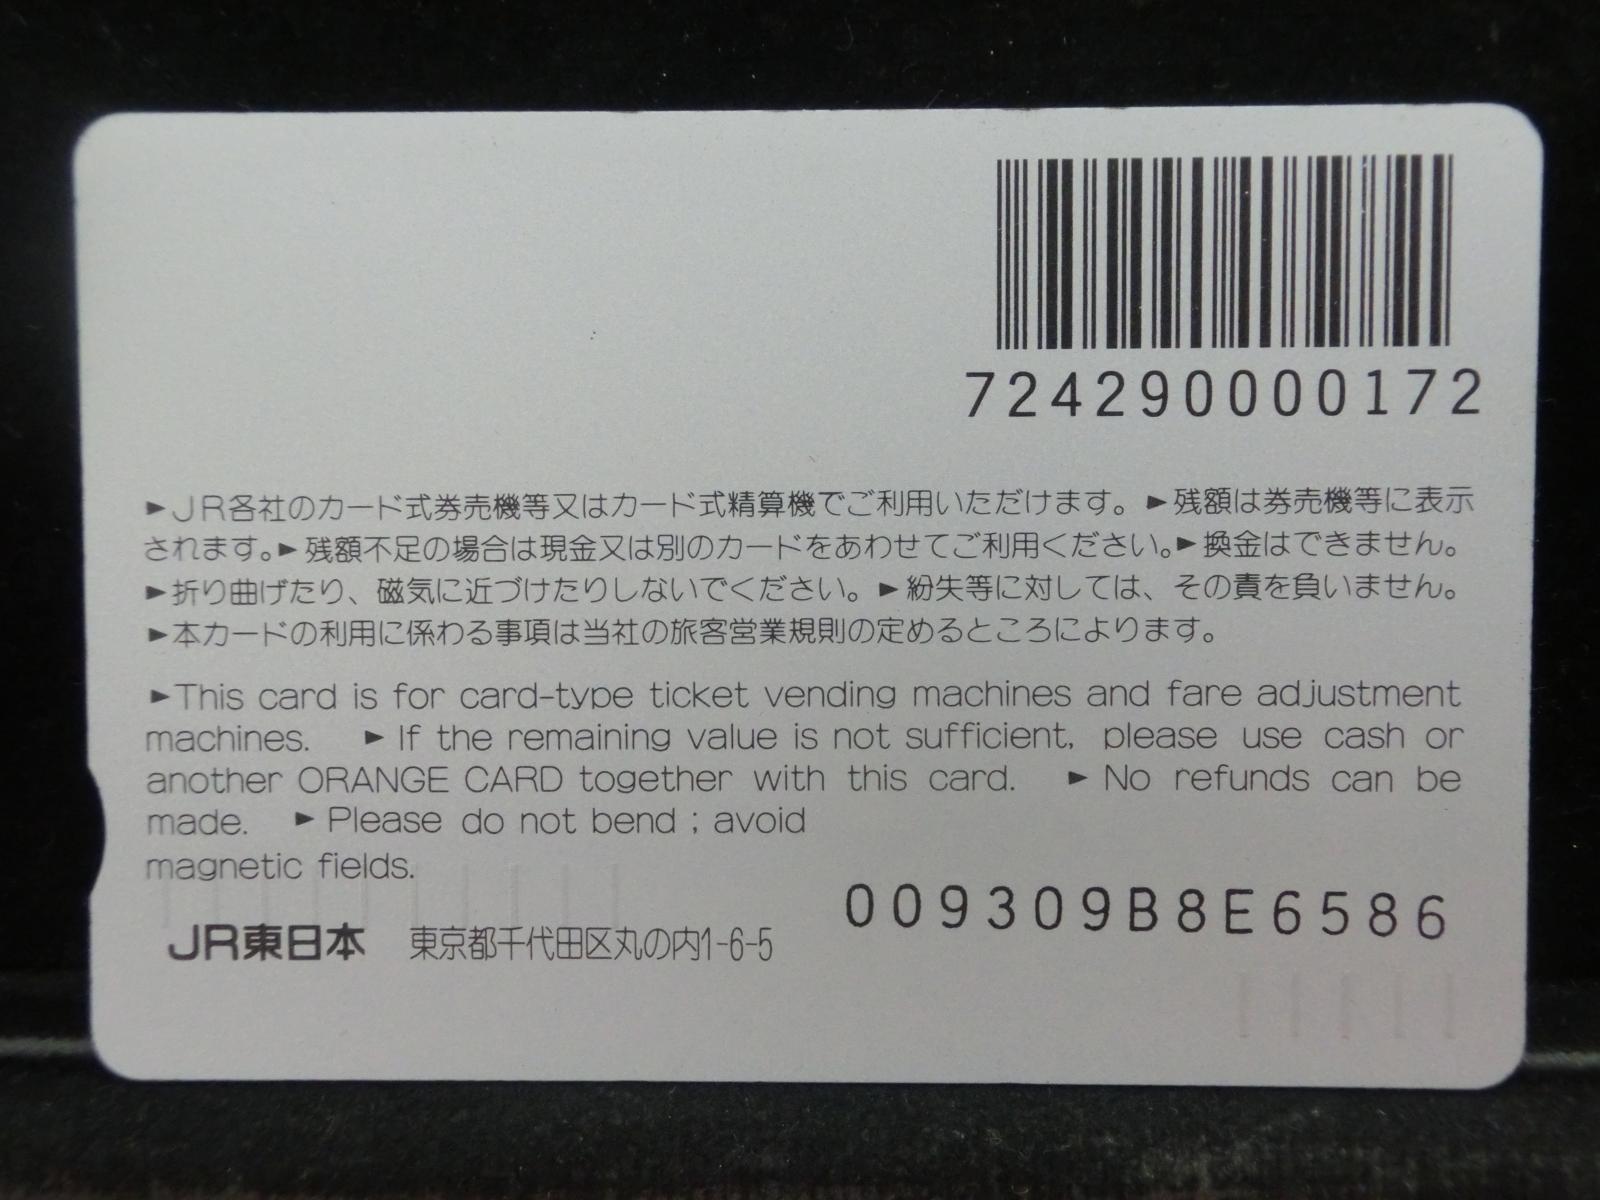 724290000172
►JR各社のカード式券売機等又はカード式精算機でご利用いただけます。►残額は券売機等に表示
されます。►残額不足の場合は現金又は別のカードをあわせてご利用ください。►換金はできません。
►折り曲げたり、磁気に近づけたりしないでください。►紛失等に対しては、その責を負いません。
►本カードの利用に係わる事項は当社の旅客営業規則の定めるところによります。
►This card is for card-type ticket vending machines and fare adjustment
machines. ►If the remaining value is not sufficient, please use cash or
another ORANGE CARD together with this card. ►No refunds can be
made. ►Please do not bend ; avoid
magnetic fields.
009309B8E6586
JR東日本 東京都千代田区丸の内1-6-5